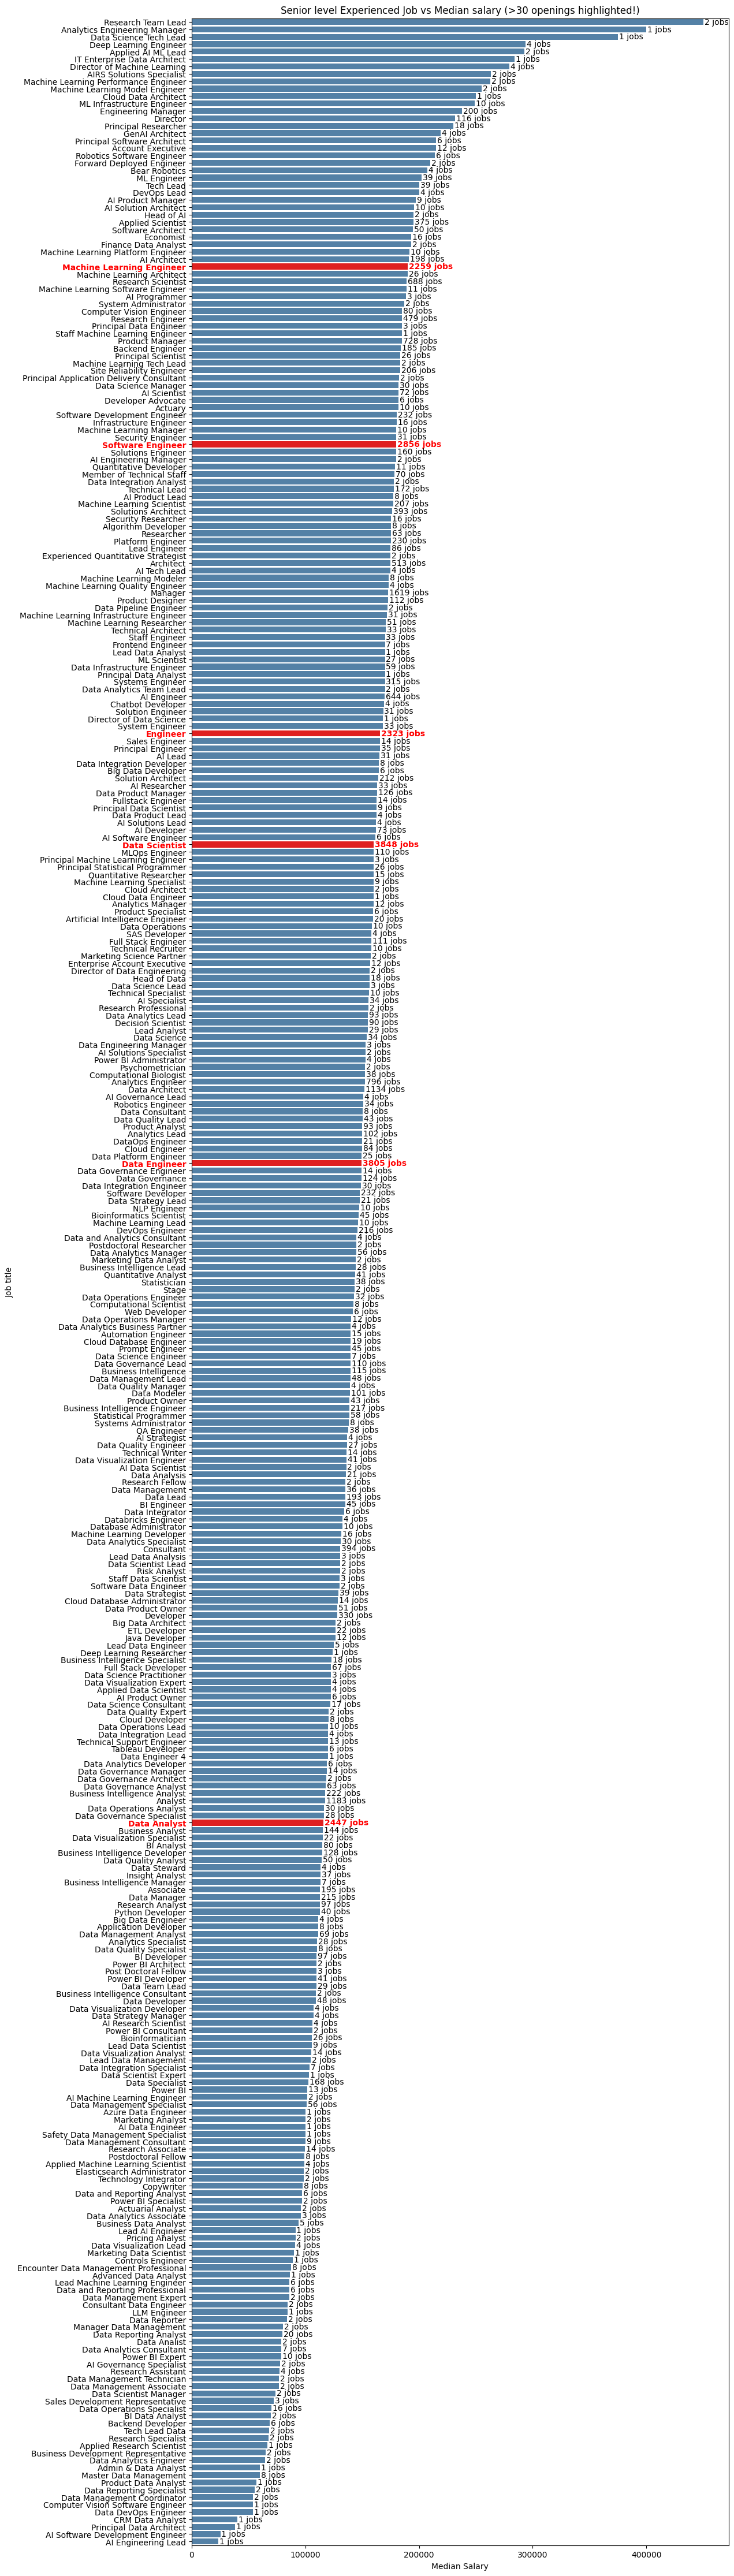 Senior level Experienced Job vs Median salary (>30 openings highlighted!)
Research Team Lead 2 jobs
Analytics Engineering Manager 1 jobs
Data Science Tech Lead 1 jobs
Deep Learning Engineer 4 jobs
Applied AI ML Lead 2 jobs
IT Enterprise Data Architect 1 jobs
Director of Machine Learning 4 jobs
AIRS Solutions Specialist 2 jobs
Machine Learning Performance Engineer 2 jobs
Machine Learning Model Engineer 2 jobs
Cloud Data Architect 1 jobs
ML Infrastructure Engineer 10 jobs
Engineering Manager 200 jobs
Director 116 jobs
Principal Researcher 18 jobs
GenAI Architect 4 jobs
Principal Software Architect 6 jobs
Account Executive 12 jobs
Robotics Software Engineer 6 jobs
Forward Deployed Engineer 2 jobs
Bear Robotics 4 jobs
ML Engineer 39 jobs
Tech Lead 39 jobs
DevOps Lead 4 jobs
AI Product Manager 9 jobs
AI Solution Architect 10 jobs
Head of AI 2 jobs
Applied Scientist 375 jobs
Software Architect 50 jobs
Economist 16 jobs
Finance Data Analyst 2 jobs
Machine Learning Platform Engineer 10 jobs
AI Architect 198 jobs
Machine Learning Engineer 2259 jobs
Machine Learning Architect 26 jobs
Research Scientist 688 jobs
Machine Learning Software Engineer 11 jobs
AI Programmer 3 jobs
System Administrator 2 jobs
Computer Vision Engineer 80 jobs
Research Engineer 479 jobs
Principal Data Engineer 3 jobs
Staff Machine Learning Engineer 1 jobs
Product Manager 728 jobs
Backend Engineer 185 jobs
Principal Scientist 26 jobs
Machine Learning Tech Lead 2 jobs
Site Reliability Engineer 206 jobs
Principal Application Delivery Consultant 2 jobs
Data Science Manager 30 jobs
AI Scientist 72 jobs
Developer Advocate 6 jobs
Actuary 10 jobs
Software Development Engineer 232 jobs
Infrastructure Engineer 16 jobs
Machine Learning Manager 10 jobs
Security Engineer 31 jobs
Software Engineer 2856 jobs
Solutions Engineer 160 jobs
AI Engineering Manager 2 jobs
Quantitative Developer 11 jobs
Member of Technical Staff 70 jobs
Data Integration Analyst 2 jobs
Technical Lead 172 jobs
AI Product Lead 8 jobs
Machine Learning Scientist 207 jobs
Solutions Architect 393 jobs
Security Researcher 16 jobs
Algorithm Developer 8 jobs
Researcher 63 jobs
Platform Engineer 230 jobs
Lead Engineer 86 jobs
Experienced Quantitative Strategist 2 jobs
Architect 513 jobs
AI Tech Lead 4 jobs
Machine Learning Modeler 8 jobs
Machine Learning Quality Engineer 4 jobs
Manager 1619 jobs
Product Designer 112 jobs
Data Pipeline Engineer 2 jobs
Machine Learning Infrastructure Engineer 31 jobs
Machine Learning Researcher 51 jobs
Technical Architect 33 jobs
Staff Engineer 33 jobs
Frontend Engineer 7 jobs
Lead Data Analyst 1 jobs
ML Scientist 27 jobs
Data Infrastructure Engineer 59 jobs
Principal Data Analyst 1 jobs
Systems Engineer 315 jobs
Data Analytics Team Lead 2 jobs
AI Engineer 644 jobs
Chatbot Developer 4 jobs
Solution Engineer 31 jobs
Director of Data Science 1 jobs
System Engineer 33 jobs
Engineer 2323 jobs
Sales Engineer 14 jobs
Principal Engineer 35 jobs
AI Lead 31 jobs
Data Integration Developer 8 jobs
Big Data Developer 6 jobs
Solution Architect 212 jobs
AI Researcher 33 jobs
Data Product Manager 126 jobs
Fullstack Engineer 14 jobs
Principal Data Scientist 9 jobs
Data Product Lead 4 jobs
AI Solutions Lead 4 jobs
AI Developer 73 jobs
AI Software Engineer 6 jobs
Data Scientist 3848 jobs
MLOps Engineer 110 jobs
Principal Machine Learning Engineer 3 jobs
Principal Statistical Programmer 26 jobs
Quantitative Researcher 15 jobs
Machine Learning Specialist 9 jobs
Cloud Architect 2 jobs
Cloud Data Engineer 1 jobs
Analytics Manager 12 jobs
Product Specialist 6 jobs
Artificial Intelligence Engineer 20 jobs
Data Operations 10 jobs
SAS Developer 4 jobs
Full Stack Engineer 111 jobs
Technical Recruiter 10 jobs
Marketing Science Partner 2 jobs
Enterprise Account Executive 12 jobs
Director of Data Engineering 2 jobs
Head of Data 18 jobs
Data Science Lead 3 jobs
Technical Specialist 10 jobs
AI Specialist 34 jobs
Research Professional 2 jobs
Data Analytics Lead 93 jobs
Decision Scientist 90 jobs
Lead Analyst 29 jobs
Data Science 34 jobs
Data Engineering Manager 3 jobs
AI Solutions Specialist 2 jobs
Power BI Administrator 4 jobs
Psychometrician 2 jobs
Computational Biologist 38 jobs
Analytics Engineer 796 jobs
Data Architect 1134 jobs
AI Governance Lead 4 jobs
Robotics Engineer 34 jobs
Data Consultant 8 jobs
Data Quality Lead 43 jobs
Product Analyst 93 jobs
Analytics Lead 102 jobs
DataOps Engineer 21 jobs
Cloud Engineer 84 jobs
Data Platform Engineer 25 jobs
Data Engineer 3805 jobs
Data Governance Engineer 14 jobs
Data Governance 124 jobs
Data Integration Engineer 30 jobs
Software Developer 232 jobs
Data Strategy Lead 21 jobs
NLP Engineer 10 jobs
Bioinformatics Scientist 45 jobs
Machine Learning Lead 10 jobs
DevOps Engineer 216 jobs
Data and Analytics Consultant 4 jobs
Postdoctoral Researcher 2 jobs
Data Analytics Manager 56 jobs
Marketing Data Analyst 2 jobs
Business Intelligence Lead 28 jobs
Quantitative Analyst 41 jobs
Statistician 38 jobs
Stage 2 jobs
Data Operations Engineer 32 jobs
Computational Scientist 8 jobs
Web Developer 6 jobs
Data Operations Manager 12 jobs
Data Analytics Business Partner 4 jobs
Automation Engineer 15 jobs
Cloud Database Engineer 19 jobs
Prompt Engineer 45 jobs
Data Science Engineer 7 jobs
Data Governance Lead 110 jobs
Business Intelligence 115 jobs
Data Management Lead 48 jobs
Data Quality Manager 4 jobs
Data Modeler 101 jobs
Product Owner 43 jobs
Business Intelligence Engineer 217 jobs
Statistical Programmer 58 jobs
Systems Administrator 8 jobs
QA Engineer 38 jobs
AI Strategist 4 jobs
Data Quality Engineer 27 jobs
Technical Writer 14 jobs
Data Visualization Engineer 41 jobs
AI Data Scientist 2 jobs
Data Analysis 21 jobs
Research Fellow 2 jobs
Data Management 36 jobs
Data Lead 193 jobs
BI Engineer 45 jobs
Data Integrator 6 jobs
Databricks Engineer 4 jobs
Database Administrator 10 jobs
Machine Learning Developer 16 jobs
Data Analytics Specialist 30 jobs
Consultant 394 jobs
Lead Data Analysis 3 jobs
Data Scientist Lead 2 jobs
Risk Analyst 2 jobs
Staff Data Scientist 3 jobs
Software Data Engineer 2 jobs
Data Strategist 39 jobs
Cloud Database Administrator 14 jobs
Data Product Owner 51 jobs
Developer 330 jobs
Big Data Architect 2 jobs
ETL Developer 22 jobs
Java Developer 12 jobs
Lead Data Engineer 5 jobs
Deep Learning Researcher 1 jobs
Business Intelligence Specialist 18 jobs
Full Stack Developer 67 jobs
Data Science Practitioner 3 jobs
Data Visualization Expert 4 jobs
Applied Data Scientist 4 jobs
AI Product Owner 6 jobs
Data Science Consultant 17 jobs
Data Quality Expert 2 jobs
Cloud Developer 8 jobs
Data Operations Lead 10 jobs
Data Integration Lead 4 jobs
Technical Support Engineer 13 jobs
Tableau Developer 6 jobs
Data Engineer 4 1 jobs
Data Analytics Developer 6 jobs
Data Governance Manager 14 jobs
Data Governance Architect 2 jobs
Data Governance Analyst 63 jobs
Business Intelligence Analyst 222 jobs
Analyst 1183 jobs
Data Operations Analyst 30 jobs
Data Governance Specialist 28 jobs
Data Analyst 2447 jobs
Business Analyst 144 jobs
Data Visualization Specialist 22 jobs
BI Analyst 80 jobs
Business Intelligence Developer 128 jobs
Data Quality Analyst 50 jobs
Data Steward 4 jobs
Insight Analyst 37 jobs
Business Intelligence Manager 7 jobs
Associate 195 jobs
Data Manager 215 jobs
Research Analyst 97 jobs
Python Developer 40 jobs
Big Data Engineer 4 jobs
Application Developer 8 jobs
Data Management Analyst 69 jobs
Analytics Specialist 28 jobs
Data Quality Specialist 8 jobs
BI Developer 97 jobs
Power BI Architect 2 jobs
Post Doctoral Fellow 3 jobs
Power BI Developer 41 jobs
Data Team Lead 29 jobs
Business Intelligence Consultant 2 jobs
Data Developer 48 jobs
Data Visualization Developer 4 jobs
Data Strategy Manager 4 jobs
AI Research Scientist 4 jobs
Power BI Consultant 2 jobs
Bioinformatician 26 jobs
Lead Data Scientist 9 jobs
Data Visualization Analyst 14 jobs
Lead Data Management 2 jobs
Data Integration Specialist 7 jobs
Data Scientist Expert 1 jobs
Data Specialist 168 jobs
Power BI 13 jobs
AI Machine Learning Engineer 2 jobs
Data Management Specialist 56 jobs
Azure Data Engineer 1 jobs
Marketing Analyst 2 jobs
AI Data Engineer 1 jobs
Safety Data Management Specialist 1 jobs
Data Management Consultant 9 jobs
Research Associate 14 jobs
Postdoctoral Fellow 8 jobs
Applied Machine Learning Scientist 4 jobs
Elasticsearch Administrator 2 jobs
Technology Integrator 2 jobs
Copywriter 8 jobs
Data and Reporting Analyst 6 jobs
Power BI Specialist 2 jobs
Actuarial Analyst 2 jobs
Data Analytics Associate 3 jobs
Business Data Analyst 5 jobs
Lead AI Engineer 1 jobs
Pricing Analyst 2 jobs
Data Visualization Lead 4 jobs
Marketing Data Scientist 1 jobs
Controls Engineer 1 jobs
Encounter Data Management Professional 8 jobs
Advanced Data Analyst 1 jobs
Lead Machine Learning Engineer 6 jobs
Data and Reporting Professional 6 jobs
Data Management Expert 2 jobs
Consultant Data Engineer 2 jobs
LLM Engineer 1 jobs
Data Reporter 2 jobs
Manager Data Management 2 jobs
Data Reporting Analyst 20 jobs
Data Analist 2 jobs
Data Analytics Consultant 7 jobs
Power BI Expert 10 jobs
AI Governance Specialist 2 jobs
Research Assistant 4 jobs
Data Management Technician 2 jobs
Data Management Associate 2 jobs
Data Scientist Manager 2 jobs
Sales Development Representative 3 jobs
Data Operations Specialist 16 jobs
BI Data Analyst 2 jobs
Backend Developer 6 jobs
Tech Lead Data 2 jobs
Research Specialist 2 jobs
Applied Research Scientist 1 jobs
Business Development Representative 2 jobs
Data Analytics Engineer 2 jobs
Admin & Data Analyst 1 jobs
Master Data Management 8 jobs
Product Data Analyst 1 jobs
Data Reporting Specialist 2 jobs
Data Management Coordinator 2 jobs
Computer Vision Software Engineer 1 jobs
Data DevOps Engineer 1 jobs
CRM Data Analyst 1 jobs
Principal Data Architect 1 jobs
AI Software Development Engineer 1 jobs
AI Engineering Lead 1 jobs
Job title
0 100000 200000 300000 400000
Median Salary